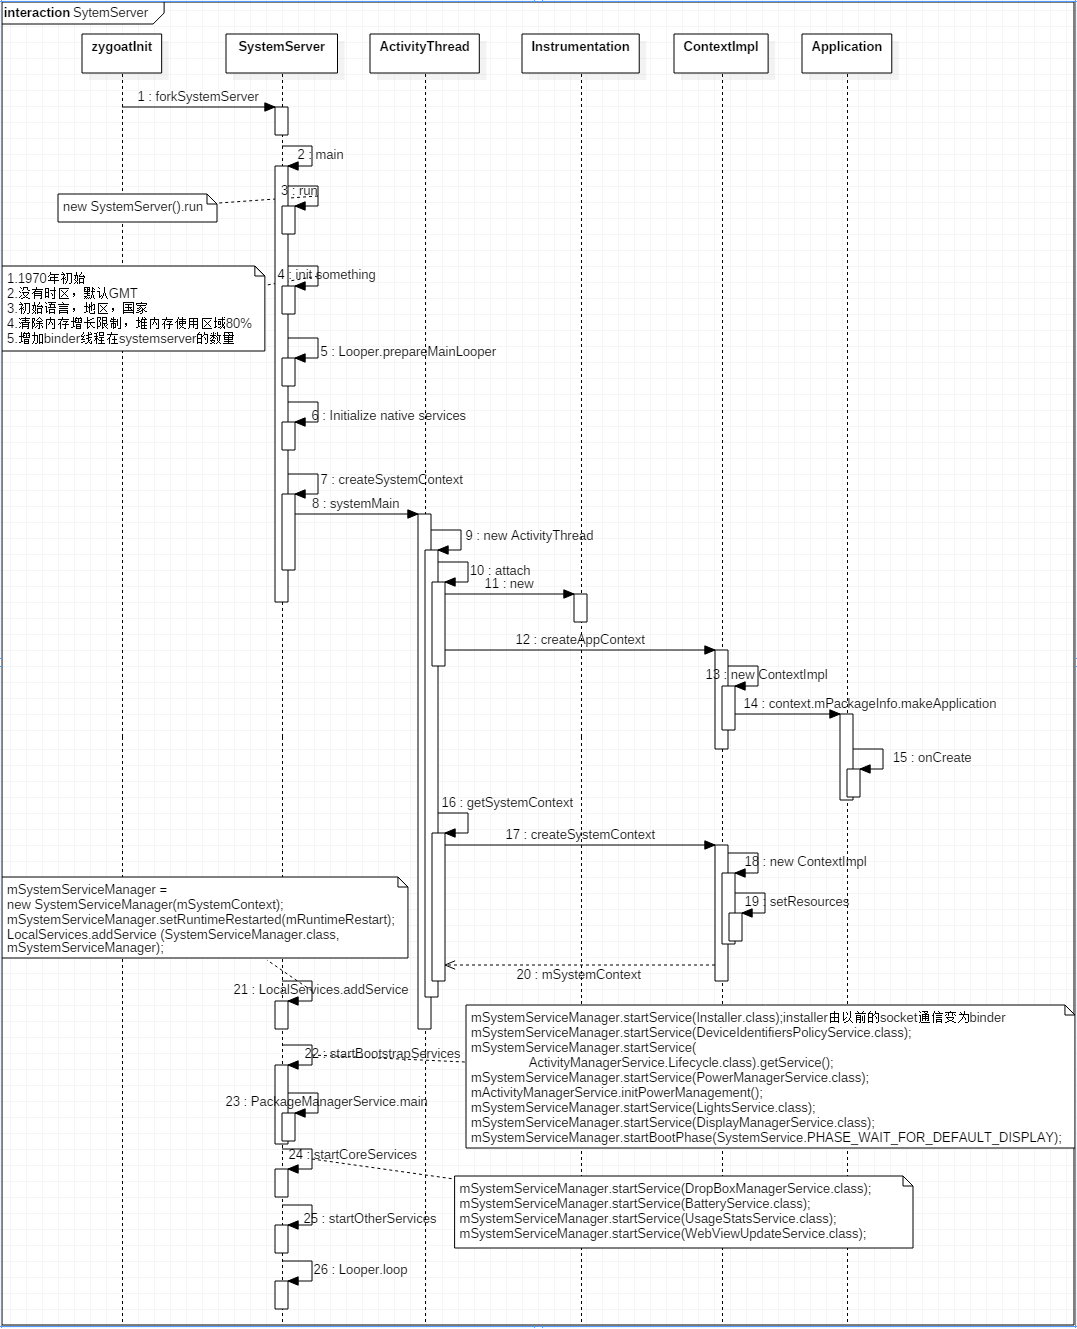 interaction SytemServer
zygoatInit
SystemServer
ActivityThread
Instrumentation
ContextImpl
Application
1 : forkSystemServer
2 : main
3 : run
new SystemServer().run
4 : init something
1.1970年初始
2.没有时区，默认GMT
3.初始语言，地区，国家
4.清除内存增长限制，堆内存使用区域80%
5.增加binder线程在systemserver的数量
5 : Looper.prepareMainLooper
6 : Initialize native services
7 : createSystemContext
8 : systemMain
9 : new ActivityThread
10 : attach
11 : new
12 : createAppContext
13 : new ContextImpl
14 : context.mPackageInfo.makeApplication
15 : onCreate
16 : getSystemContext
17 : createSystemContext
18 : new ContextImpl
19 : setResources
20 : mSystemContext
mSystemServiceManager =
new SystemServiceManager(mSystemContext);
mSystemServiceManager.setRuntimeRestarted(mRuntimeRestart);
LocalServices.addService (SystemServiceManager.class,
mSystemServiceManager);
21 : LocalServices.addService
22 : startBootstrapServices
mSystemServiceManager.startService(Installer.class);installer由以前的socket通信变为binder
mSystemServiceManager.startService(DeviceIdentifiersPolicyService.class);
mSystemServiceManager.startService(
ActivityManagerService.Lifecycle.class).getService();
mSystemServiceManager.startService(PowerManagerService.class);
mActivityManagerService.initPowerManagement();
mSystemServiceManager.startService(LightsService.class);
mSystemServiceManager.startService(DisplayManagerService.class);
mSystemServiceManager.startBootPhase(SystemService.PHASE_WAIT_FOR_DEFAULT_DISPLAY);
23 : PackageManagerService.main
24 : startCoreServices
mSystemServiceManager.startService(DropBoxManagerService.class);
mSystemServiceManager.startService(BatteryService.class);
mSystemServiceManager.startService(UsageStatsService.class);
mSystemServiceManager.startService(WebViewUpdateService.class);
25 : startOtherServices
26 : Looper.loop